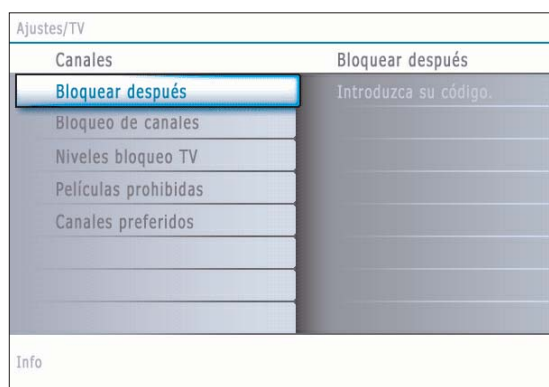 Ajustes/TV
Canales
Bloquear después
Bloquear después
Introduzca su código.
Bloqueo de canales
Niveles bloqueo TV
Películas prohibidas
Canales preferidos
Info